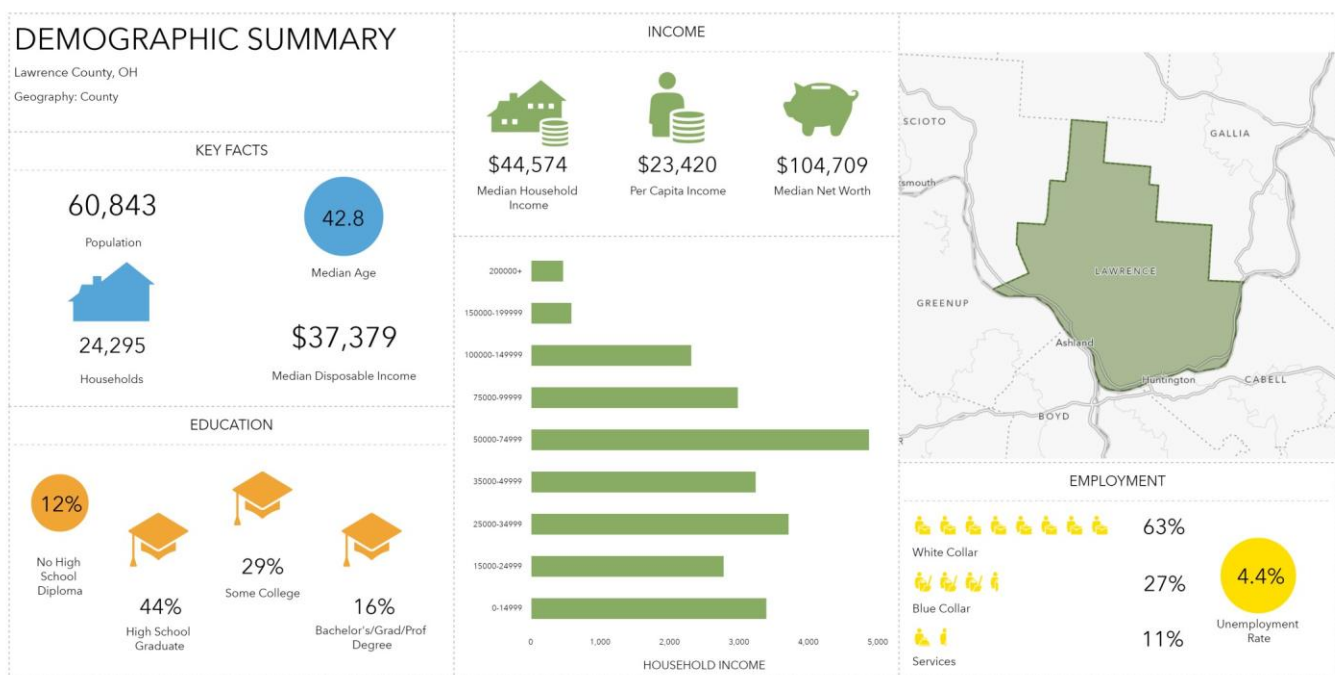 DEMOGRAPHIC SUMMARY
Lawrence County, OH
Geography: County
KEY FACTS
60,843
Population
42.8
Median Age
24,295
Households
$37,379
Median Disposable Income
EDUCATION
12%
No High
School
Diploma
44%
High School
Graduate
29%
Some College
16%
Bachelor's/Grad/Prof
Degree
INCOME
$44,574
Median Household
Income
$23,420
Per Capita Income
$104,709
Median Net Worth
200000+
150000-199999
100000-149999
75000-99999
50000-74999
35000-49999
25000-34999
15000-24999
0-14999
0
1,000
2,000
3,000
4,000
5,000
HOUSEHOLD INCOME
SCIOTO
GALLIA
smouth
LAWRENCE
GREENUP
Ashland
Huntington
CABELL
BOYD
R
EMPLOYMENT
63%
White Collar
27%
Blue Collar
11%
Services
4.4%
Unemployment
Rate